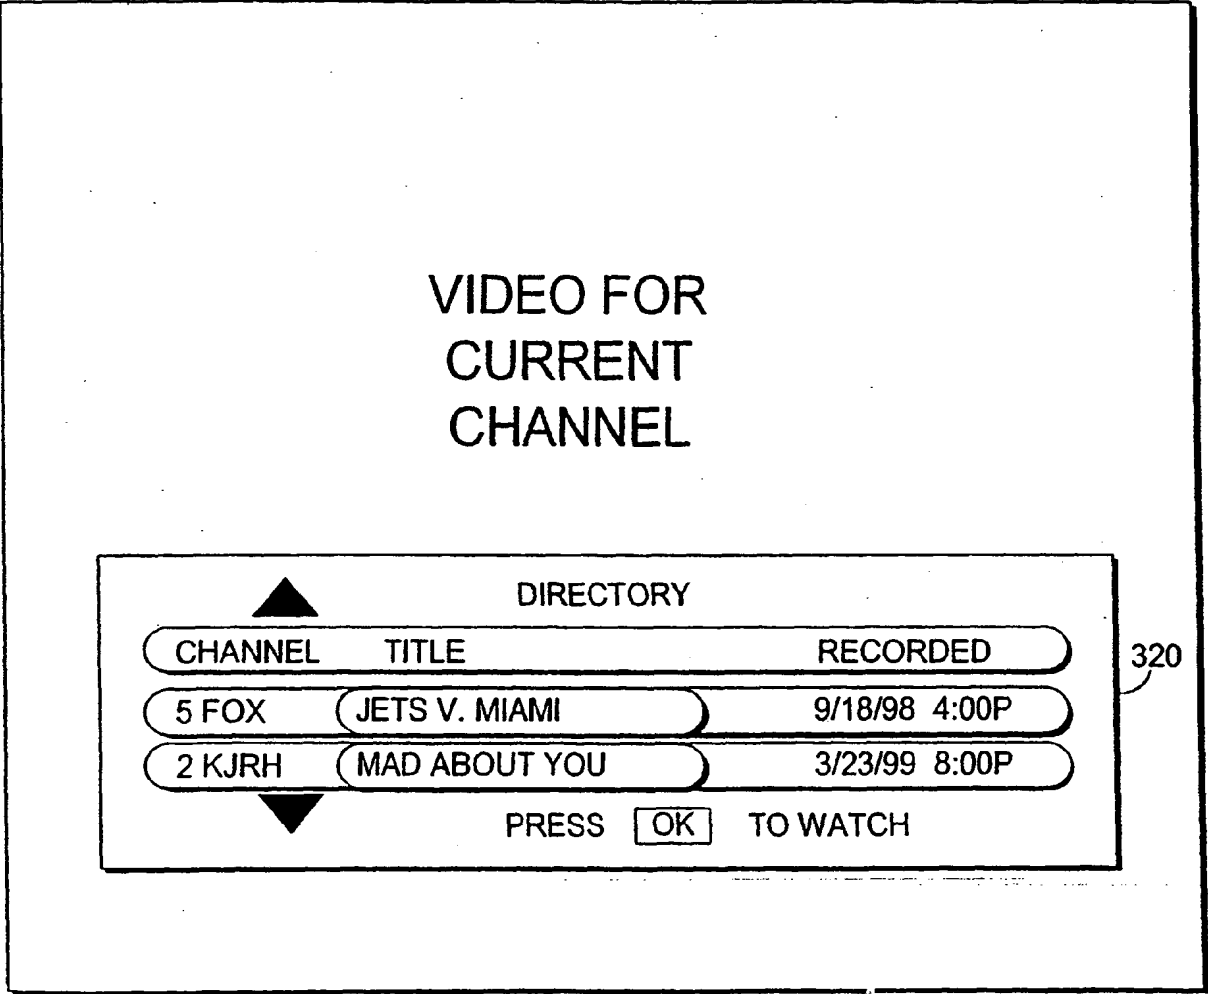 VIDEO FOR
CURRENT
CHANNEL
DIRECTORY
CHANNEL TITLE RECORDED
320
5 FOX JETS V. MIAMI 9/18/98 4:00P
2 KJRH MAD ABOUT YOU 3/23/99 8:00P
PRESS OK TO WATCH